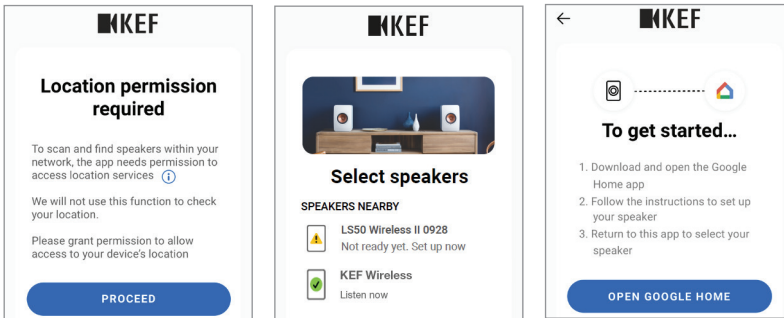 KEF
Location permission
required
To scan and find speakers within your
network, the app needs permission to
access location services
We will not use this function to check
your location.
Please grant permission to allow
access to your device's location
PROCEED
KEF
Select speakers
SPEAKERS NEARBY
LS50 Wireless II 0928
Not ready yet. Set up now
KEF Wireless
Listen now
KEF
To get started...
1. Download and open the Google
Home app
2. Follow the instructions to set up
your speaker
3. Return to this app to select your
speaker
OPEN GOOGLE HOME